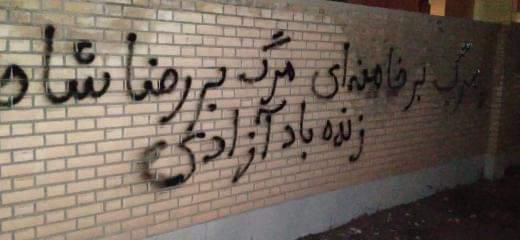 مرگ بر خامنه‌ای مرگ بر رضا شاه
زنده باد آزادی